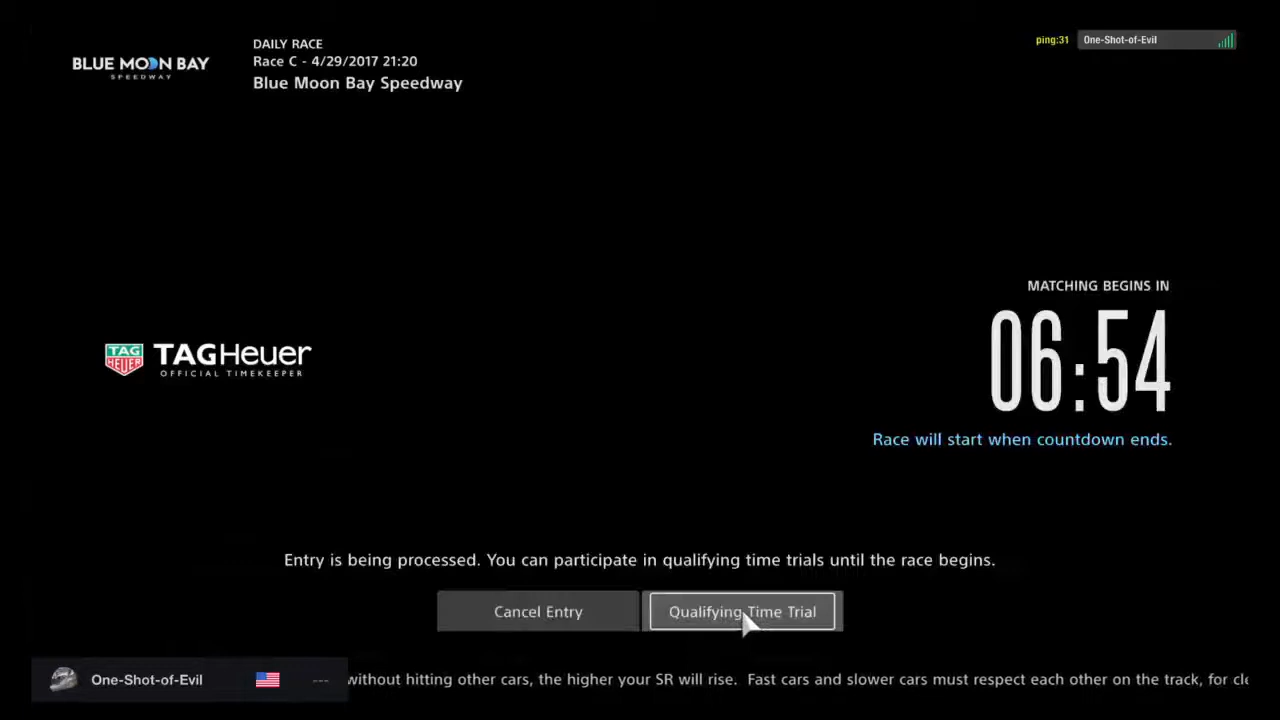 BLUE MOON BAY
SPEEDWAY
DAILY RACE
Race C - 4/29/2017 21:20
Blue Moon Bay Speedway
ping:31
One-Shot-of-Evil
MATCHING BEGINS IN
06:54
Race will start when countdown ends.
TAG
HEUER
TAGHeuer
OFFICIAL TIMEKEEPER
Entry is being processed. You can participate in qualifying time trials until the race begins.
Cancel Entry
Qualifying Time Trial
One-Shot-of-Evil
---
without hitting other cars, the higher your SR will rise. Fast cars and slower cars must respect each other on the track, for cle